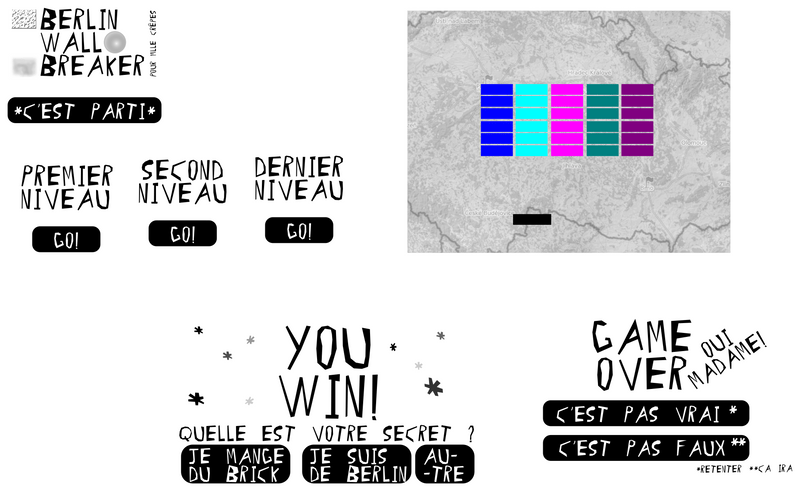 BERLIN
WALL
BREAKER
POUR MILLE CRÊPES
*C'EST PARTI*
PREMIER
NIVEAU
GO!
SECOND
NIVEAU
GO!
DERNIER
NIVEAU
GO!
YOU
WIN!
QUELLE EST VOTRE SECRET ?
JE MANGE
DU BRICK
JE SUIS
DE BERLIN
AU-
-TRE
GAME
OVER
OUI
MADAME!
C'EST PAS VRAI *
C'EST PAS FAUX**
*RETENTER **ÇA IRA